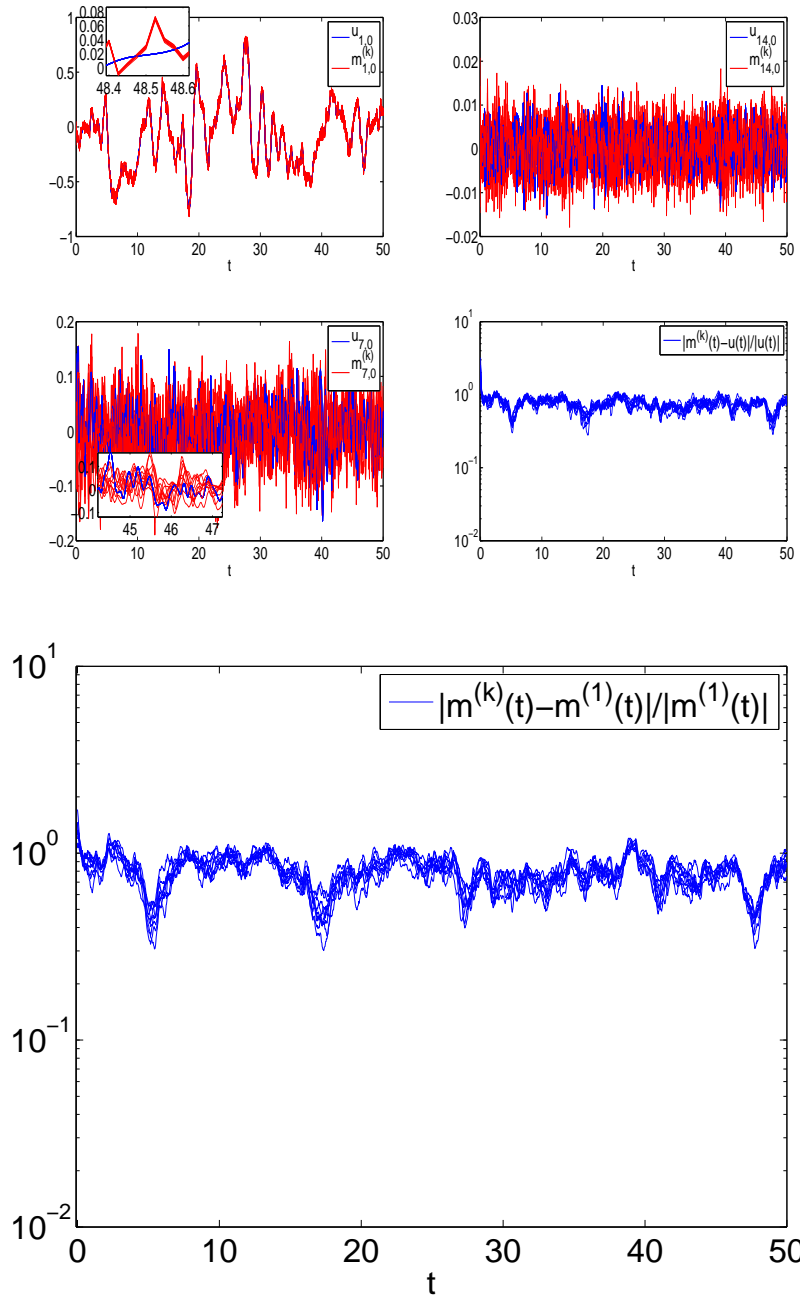 1
0.5
0
−0.5
−1
0 10 20 30 40 50
t
u1,0
m(k)1,0
0.08
0.06
0.04
0.02
0
48.4 48.5 48.6
0.03
0.02
0.01
0
−0.01
−0.02
0 10 20 30 40 50
t
u14,0
m(k)14,0
0.2
0.1
0
−0.1
−0.2
0 10 20 30 40 50
t
u7,0
m(k)7,0
0.1
0
−0.1
45 46 47
10^1
10^0
10^−1
10^−2
0 10 20 30 40 50
t
|m(k)(t)−u(t)|/|u(t)|
10^1
10^0
10^−1
10^−2
0 10 20 30 40 50
t
|m(k)(t)−m(1)(t)|/|m(1)(t)|